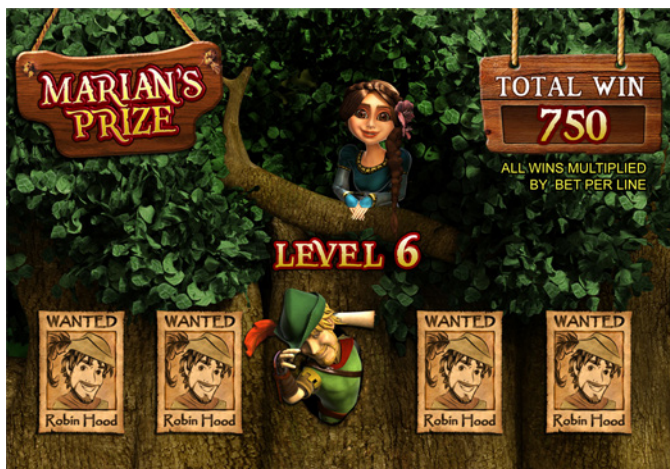 MARIAN'S
PRIZE
TOTAL WIN
750
ALL WINS MULTIPLIED
BY BET PER LINE
LEVEL 6
WANTED
Robin Hood
WANTED
Robin Hood
WANTED
Robin Hood
WANTED
Robin Hood